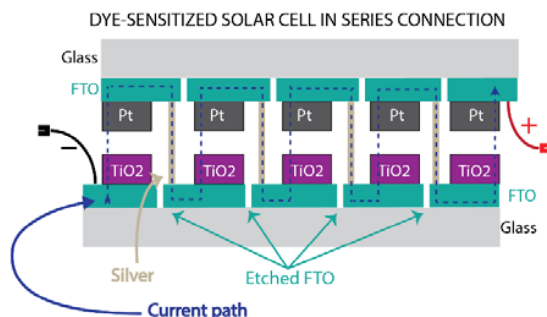 DYE-SENSITIZED SOLAR CELL IN SERIES CONNECTION
Glass
FTO
Pt Pt Pt Pt Pt
− +
TiO2 TiO2 TiO2 TiO2 TiO2
FTO
Glass
Silver
Etched FTO
Current path